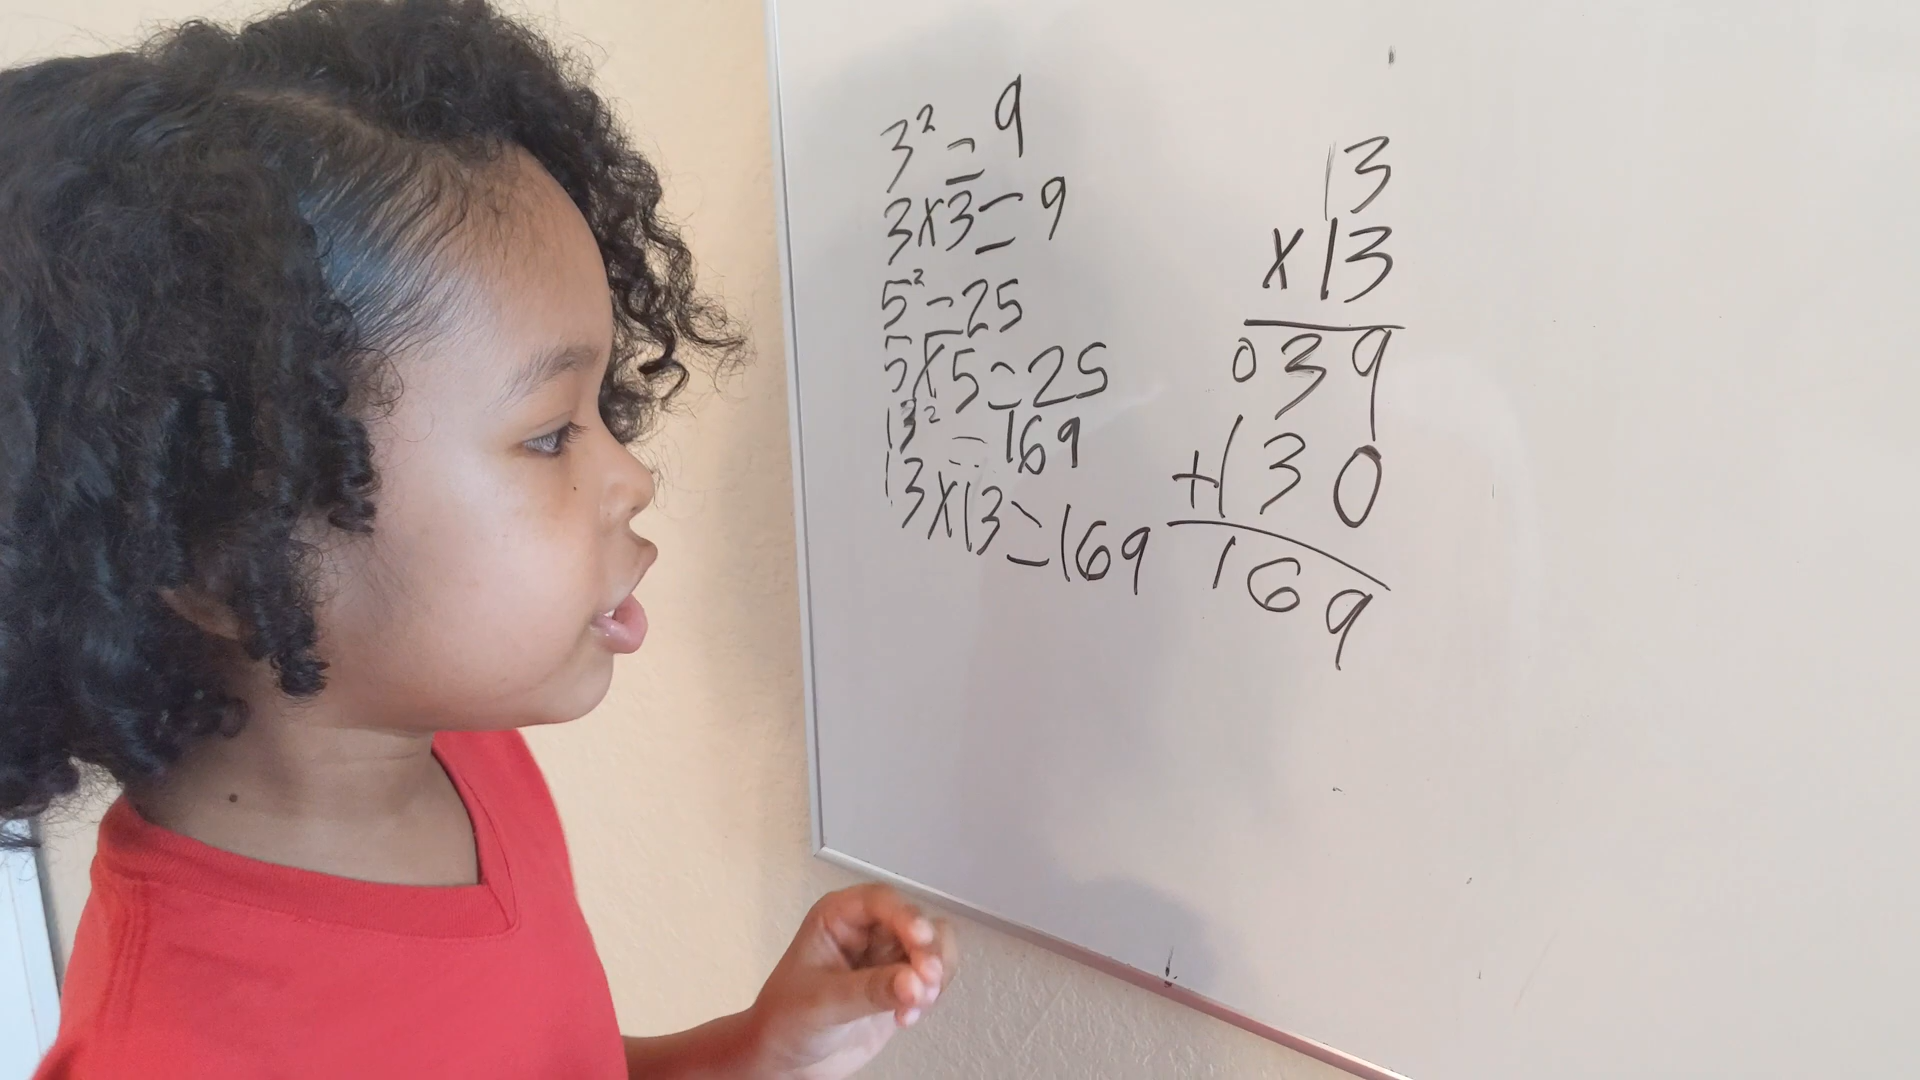 3² = 9
3x3=9
5²=25
5x5=25
13² = 169
13x13=169
13
x13
039
+130
169